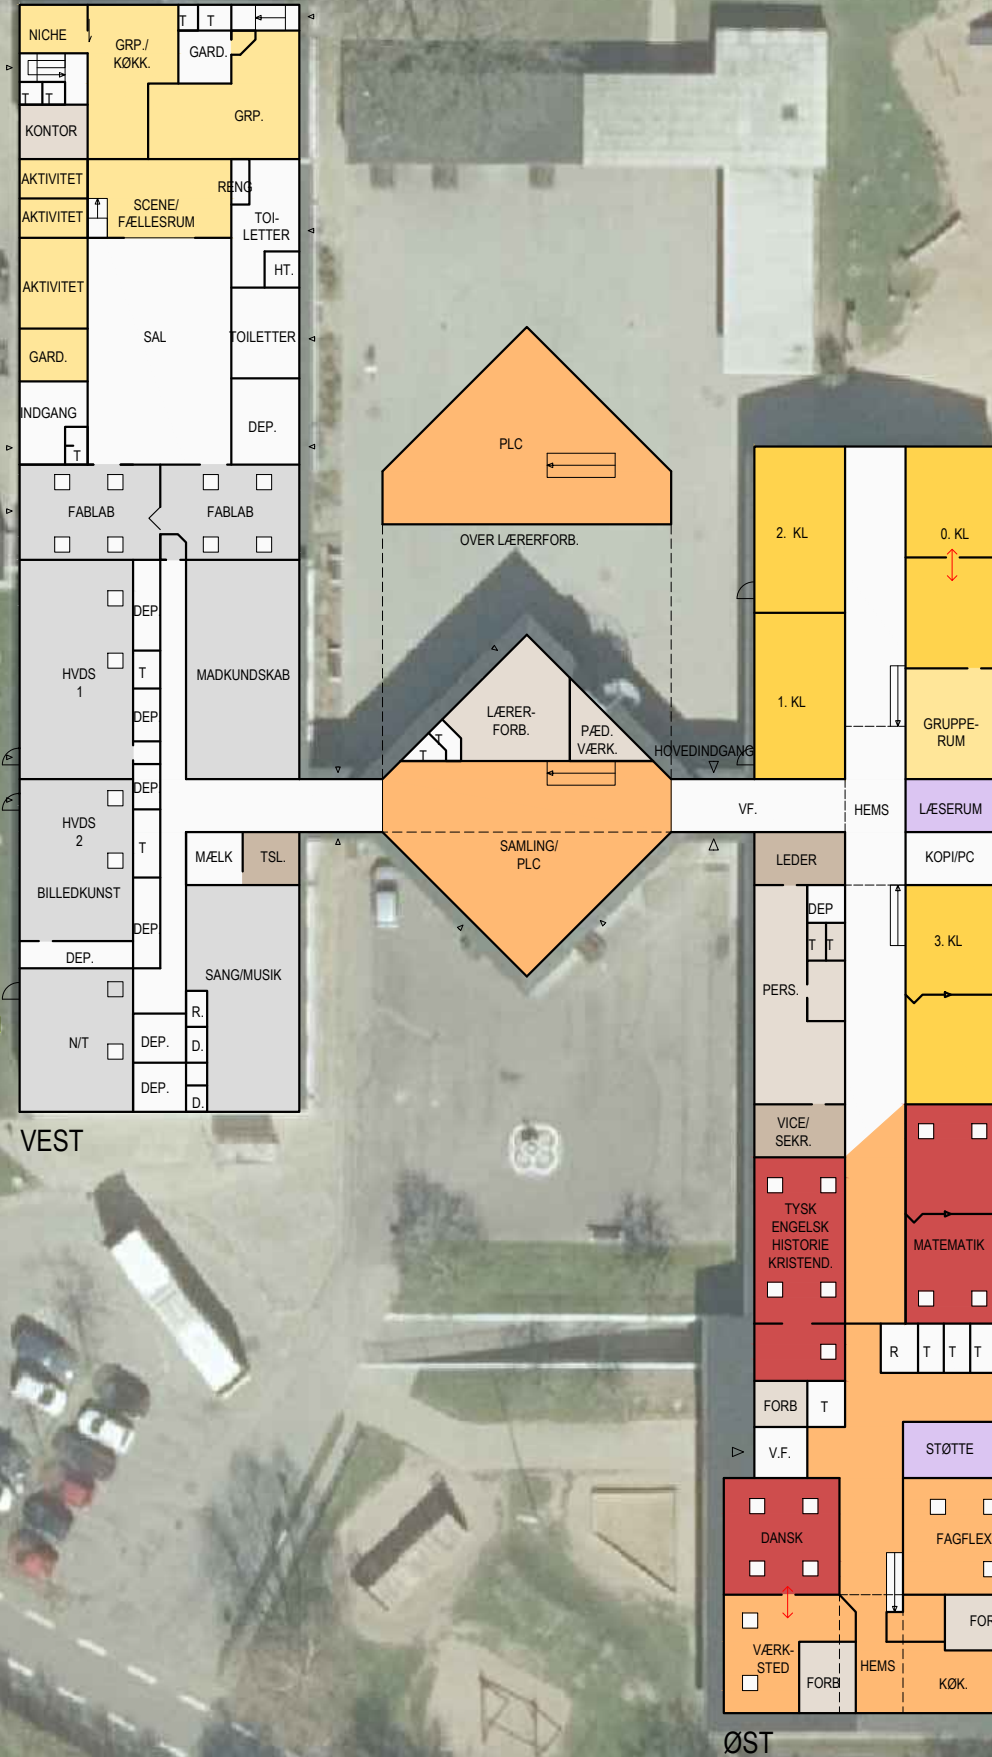 NICHE
GRP./
KØKK.
T T
GARD.
GRP.
T T
KONTOR
AKTIVITET
AKTIVITET
SCENE/
FÆLLESRUM
RENG
TOI-
LETTER
HT.
AKTIVITET
SAL
TOILETTER
GARD.
INDGANG
T
DEP.
FABLAB
FABLAB
HVDS
1
DEP
T
DEP
DEP
MADKUNDSKAB
HVDS
2
T
BILLEDKUNST
DEP
DEP.
MÆLK
TSL.
SANG/MUSIK
N/T
DEP.
DEP.
R.
D.
D.
VEST
PLC
OVER LÆRERFORB.
LÆRER-
FORB.
T
T
PÆD.
VÆRK.
HOVEDINDGANG
SAMLING/
PLC
VF.
2. KL
0. KL
1. KL
GRUPPE-
RUM
HEMS
LÆSERUM
LEDER
KOPI/PC
DEP
T T
3. KL
PERS.
VICE/
SEKR.
TYSK
ENGELSK
HISTORIE
KRISTEND.
MATEMATIK
R T T T
FORB
T
V.F.
STØTTE
DANSK
FAGFLEX
VÆRK-
STED
FORB
HEMS
FOR
KØK.
ØST